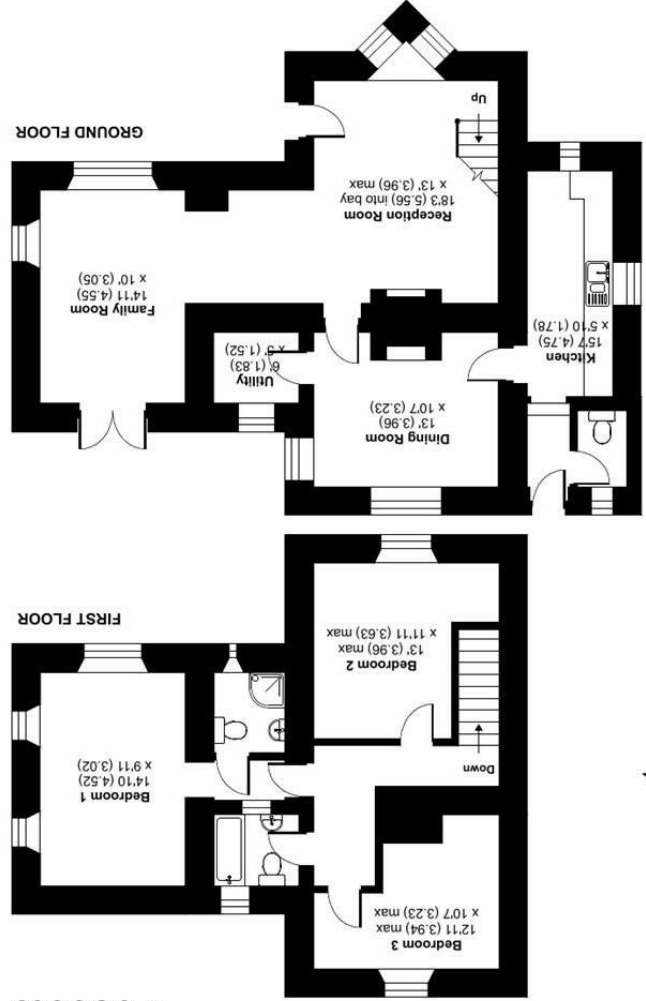 Bedroom 3
12'11 (3.94) max
x 10'7 (3.23) max
Bedroom 1
14'10 (4.52)
x 9'11 (3.02)
Down
Bedroom 2
13' (3.96) max
x 11'11 (3.63) max
FIRST FLOOR
Dining Room
13' (3.96)
x 10'7 (3.23)
Utility
6' (1.83)
x 5' (1.52)
Kitchen
15'7 (4.75)
x 5'10 (1.78)
Family Room
14'11 (4.55)
x 10' (3.05)
Reception Room
18'3 (5.56) into bay
x 13' (3.96) max
Up
GROUND FLOOR